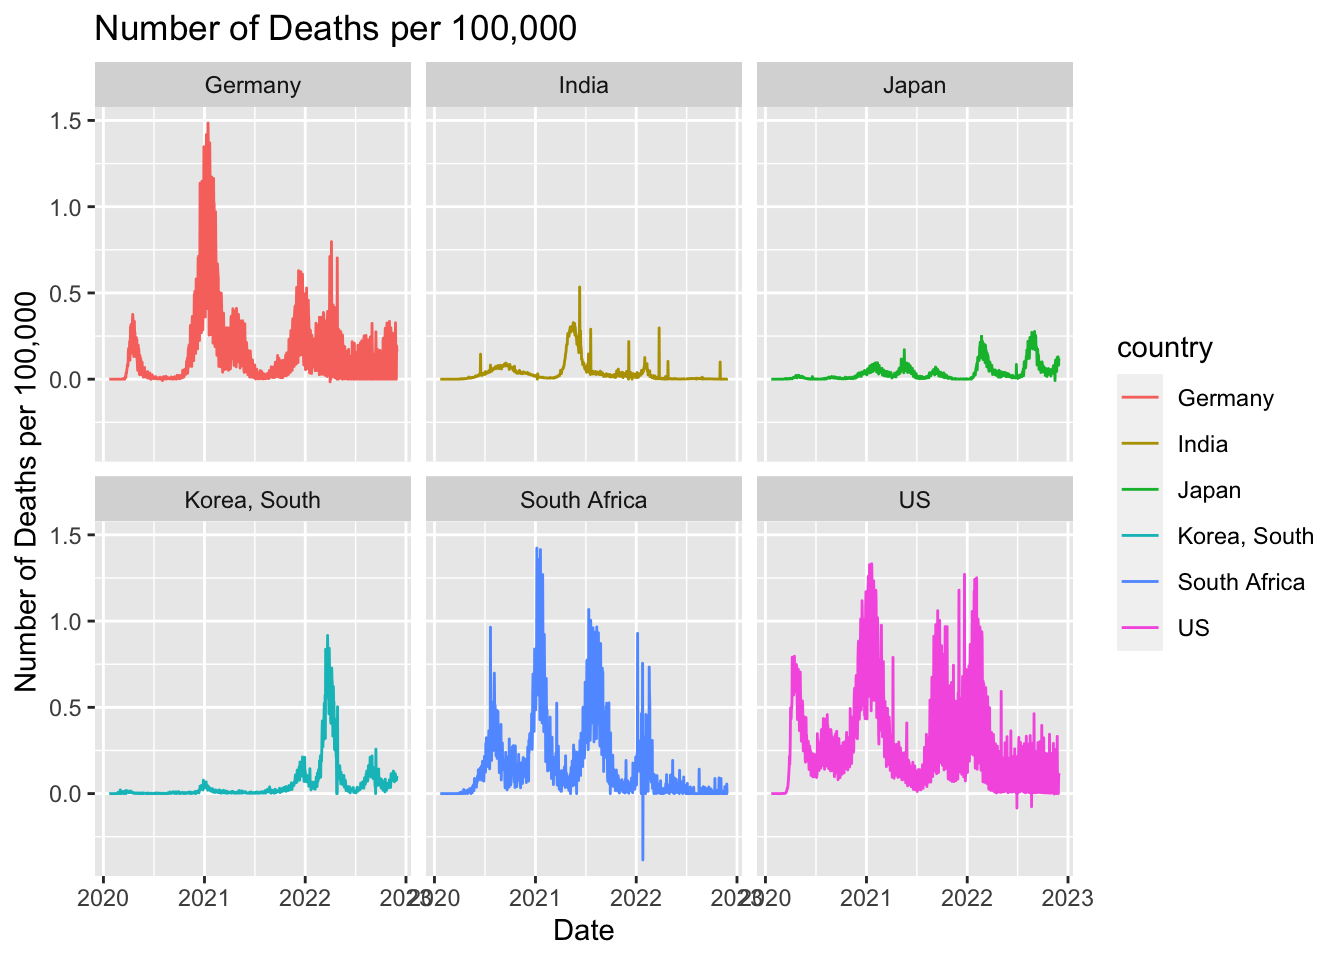 Number of Deaths per 100,000
Germany India Japan
1.5
1.0
0.5
0.0
Number of Deaths per 100,000
Korea, South South Africa US
1.5
1.0
0.5
0.0
2020 2021 2022 2023 2020 2021 2022 2023 2020 2021 2022 2023
Date
country
Germany
India
Japan
Korea, South
South Africa
US